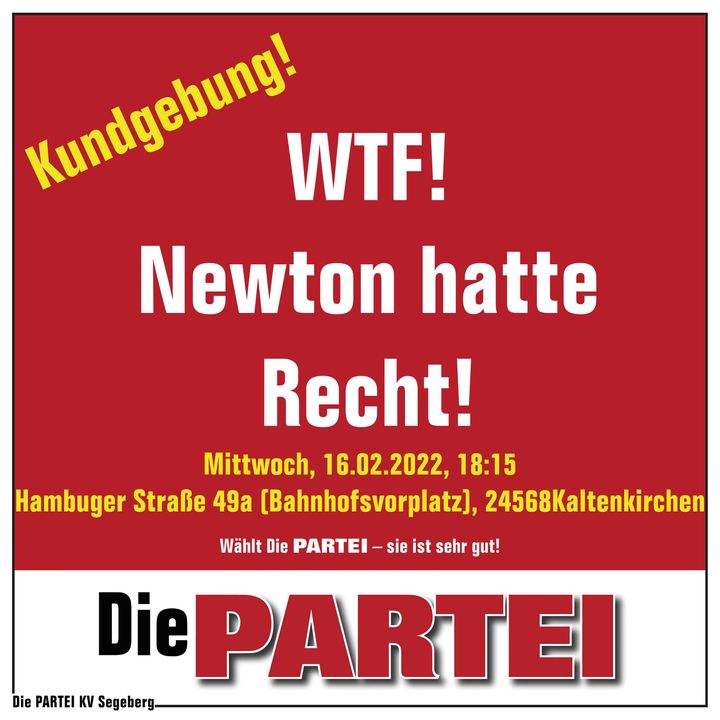 Kundgebung!
WTF!
Newton hatte
Recht!
Mittwoch, 16.02.2022, 18:15
Hambuger Straße 49a (Bahnhofsvorplatz), 24568Kaltenkirchen
Wählt Die PARTEI – sie ist sehr gut!
Die PARTEI
Die PARTEI KV Segeberg